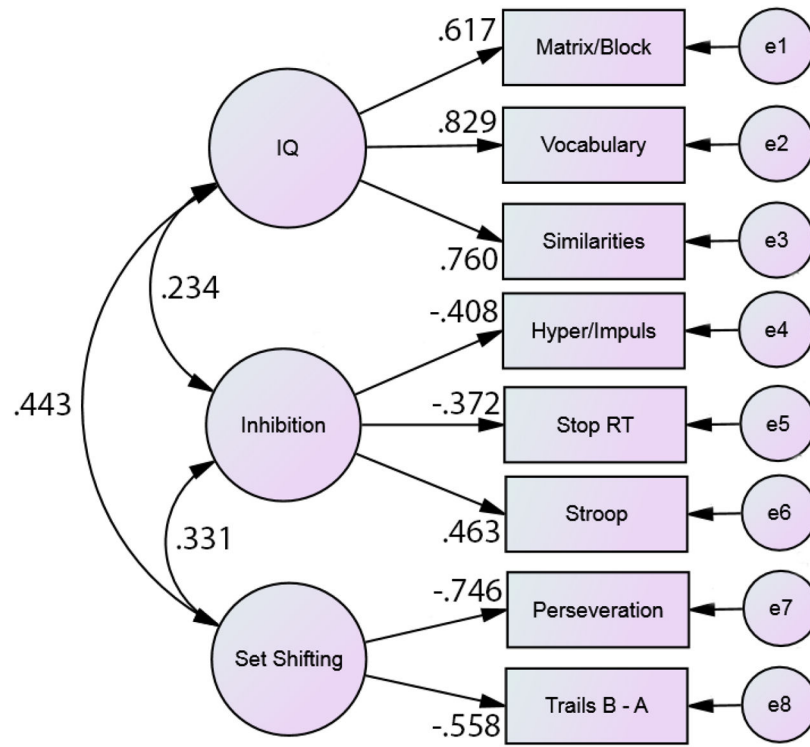 .617
Matrix/Block
e1
.829
Vocabulary
e2
IQ
Similarities
e3
.760
.234
-.408
Hyper/Impuls
e4
.443
-.372
Inhibition
Stop RT
e5
Stroop
e6
.463
.331
-.746
Perseveration
e7
Set Shifting
Trails B - A
e8
-.558